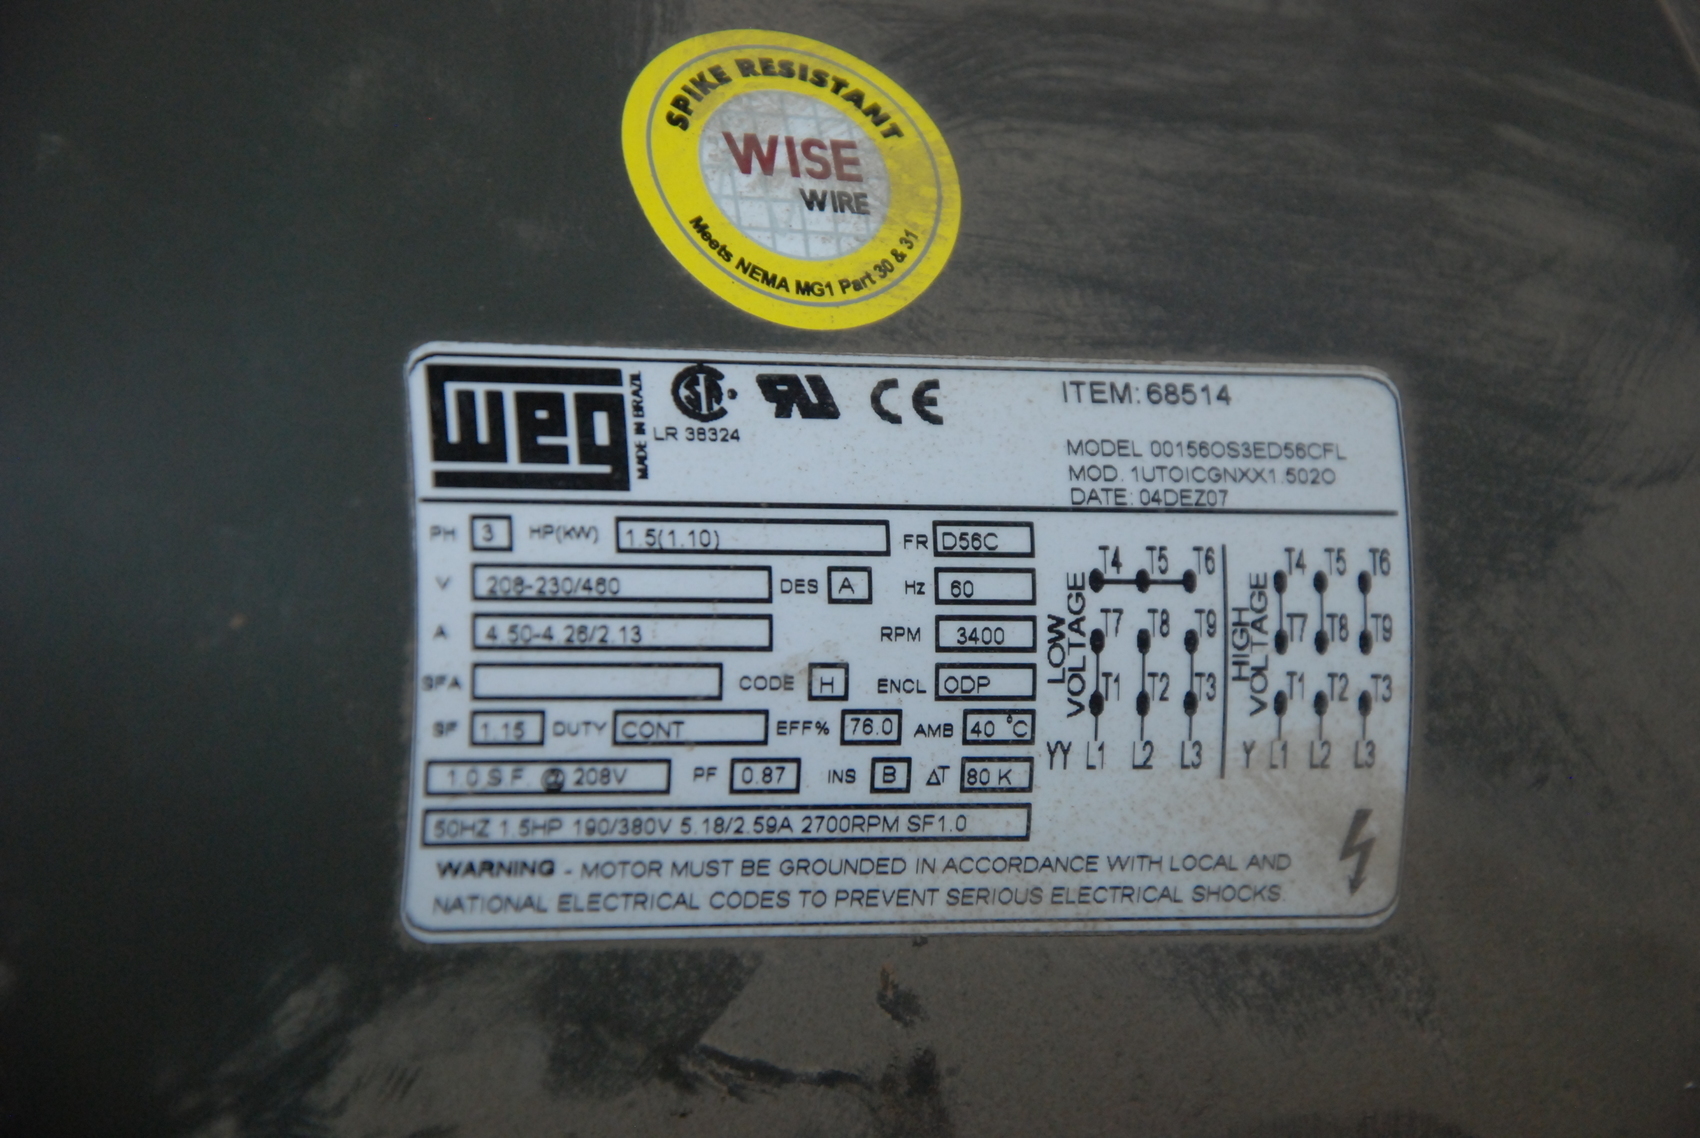 SPIKE RESISTANT
WISE
WIRE
Meets NEMA MG1 Part 30 & 31
WEG
MADE IN BRAZIL
LR 38324
ITEM: 68514
MODEL 00156OS3ED56CFL
MOD. 1UTOICGNXX1.502O
DATE: 04DEZ07
PH 3 HP(KW) 1.5(1.10) FR D56C
V 208-230/460 DES A Hz 60
A 4.50-4.26/2.13 RPM 3400
SFA CODE H ENCL ODP
SF 1.15 DUTY CONT EFF% 76.0 AMB 40 °C
1.0 S.F. @ 208V PF 0.87 INS B ΔT 80 K
50HZ 1.5HP 190/380V 5.18/2.59A 2700RPM SF1.0
LOW VOLTAGE
T4 T5 T6
T7 T8 T9
T1 T2 T3
YY L1 L2 L3
HIGH VOLTAGE
T4 T5 T6
T7 T8 T9
T1 T2 T3
Y L1 L2 L3
WARNING - MOTOR MUST BE GROUNDED IN ACCORDANCE WITH LOCAL AND
NATIONAL ELECTRICAL CODES TO PREVENT SERIOUS ELECTRICAL SHOCKS.